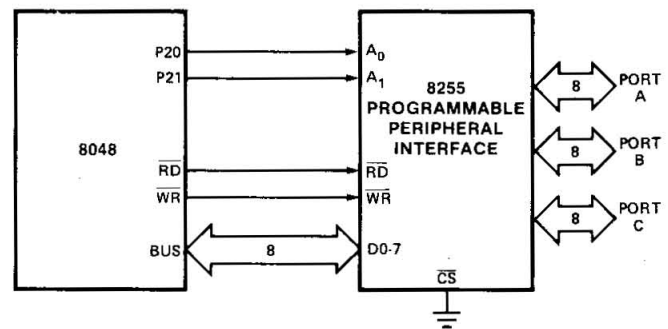 8048
P20
P21
RD
WR
BUS
8
A0
A1
8255
PROGRAMMABLE
PERIPHERAL
INTERFACE
RD
WR
D0-7
CS
8
PORT
A
8
PORT
B
8
PORT
C